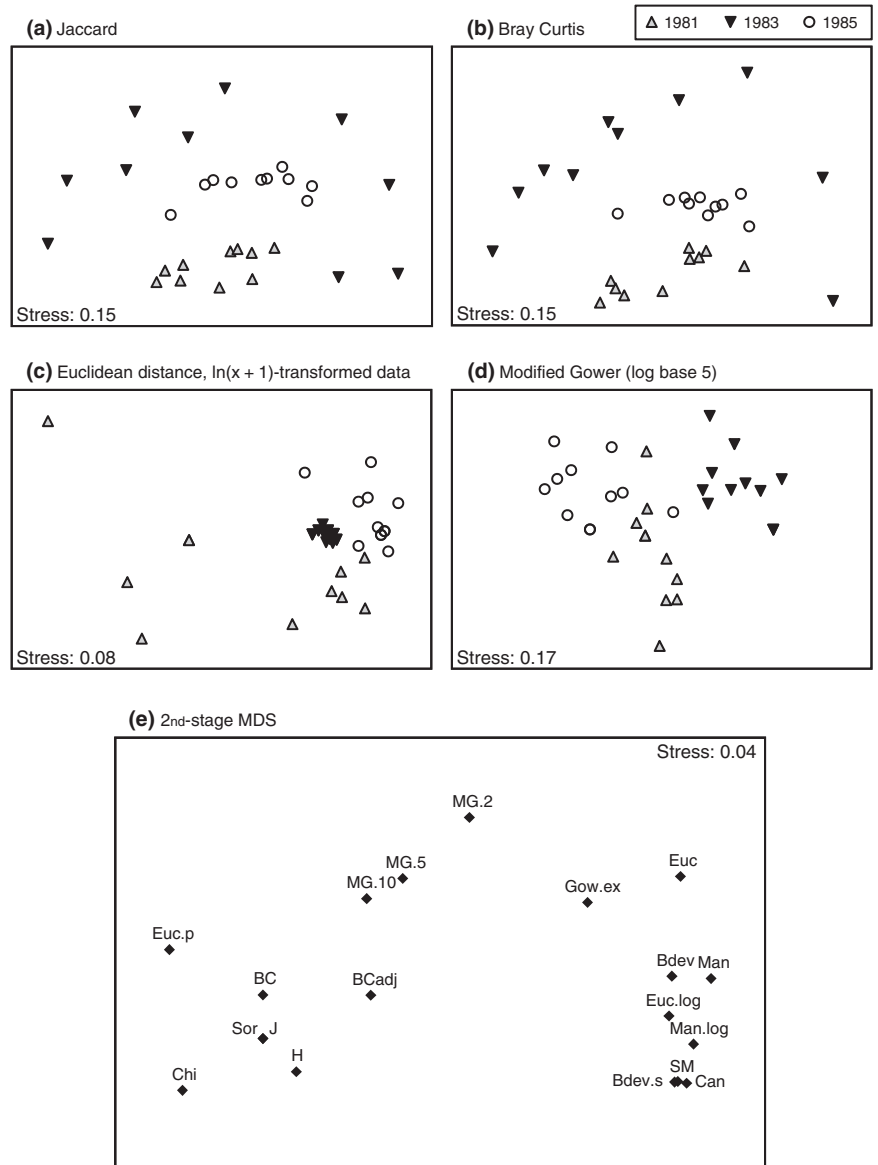 (a) Jaccard
(b) Bray Curtis
1981 1983 1985
Stress: 0.15
Stress: 0.15
(c) Euclidean distance, ln(x + 1)-transformed data
(d) Modified Gower (log base 5)
Stress: 0.08
Stress: 0.17
(e) 2nd-stage MDS
Stress: 0.04
MG.2
MG.5
MG.10
Euc
Gow.ex
Euc.p
BC
BCadj
Bdev Man
Euc.log
Sor J
Man.log
H
Chi
SM
Bdev.s Can